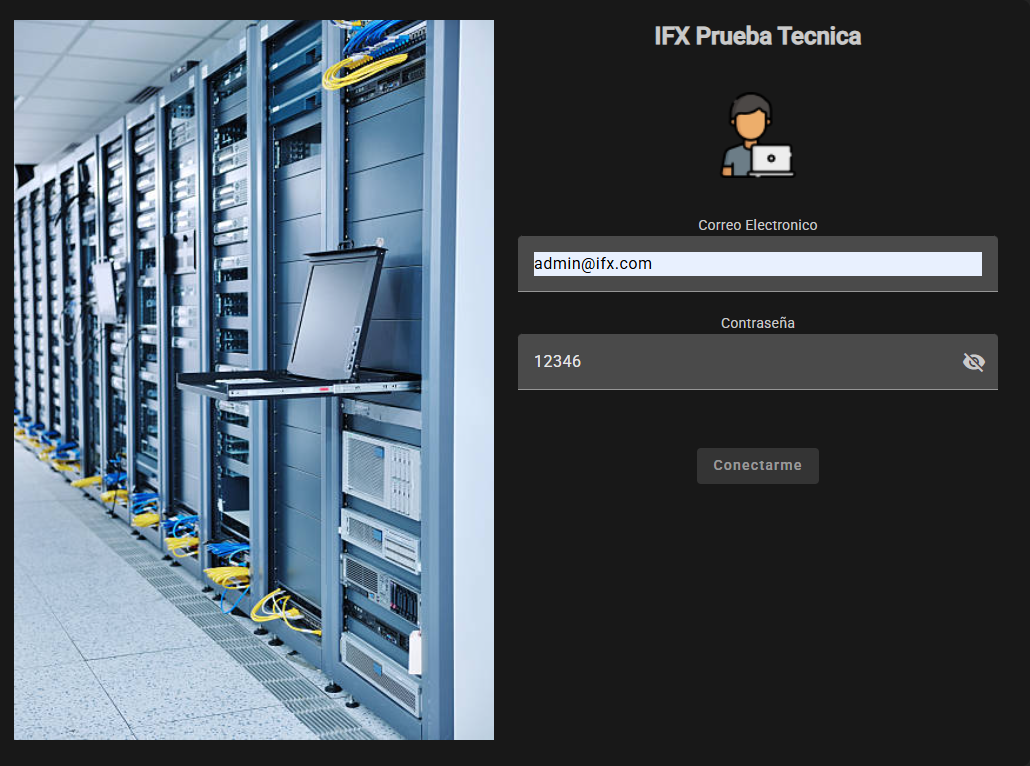 IFX Prueba Tecnica
Correo Electronico
admin@ifx.com
Contraseña
12346
Conectarme